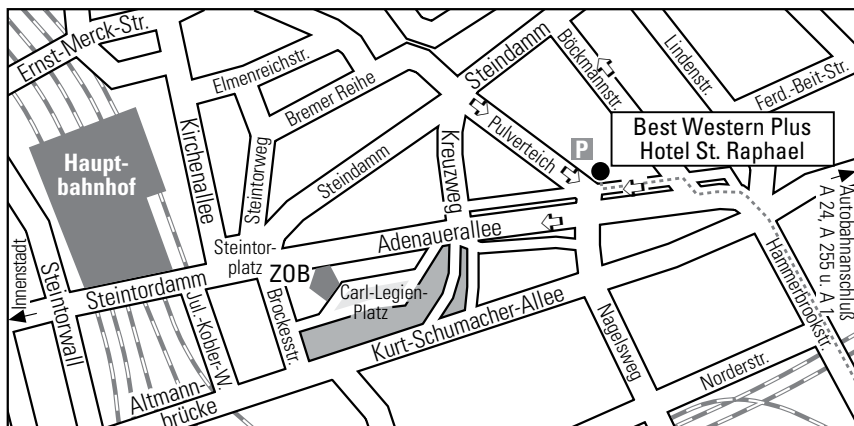 Ernst-Merck-Str.
Elmenreichstr.
Bremer Reihe
Steindamm
Böckmannstr.
Lindenstr.
Ferd.-Beit-Str.
Pulverteich
P
Best Western Plus
Hotel St. Raphael
Haupt-
bahnhof
Kirchenallee
Steintorweg
Steindamm
Kreuzweg
Adenauerallee
Steintor-
platz
ZOB
Carl-Legien-
Platz
Innenstadt
Steintorwall
Steintordamm
Jul.-Kobler-W.
Brockesstr.
Kurt-Schumacher-Allee
Altmann-
brücke
Nagelsweg
Norderstr.
Hammerbrookstr.
Autobahnanschluß
A 24, A 255 u. A 1